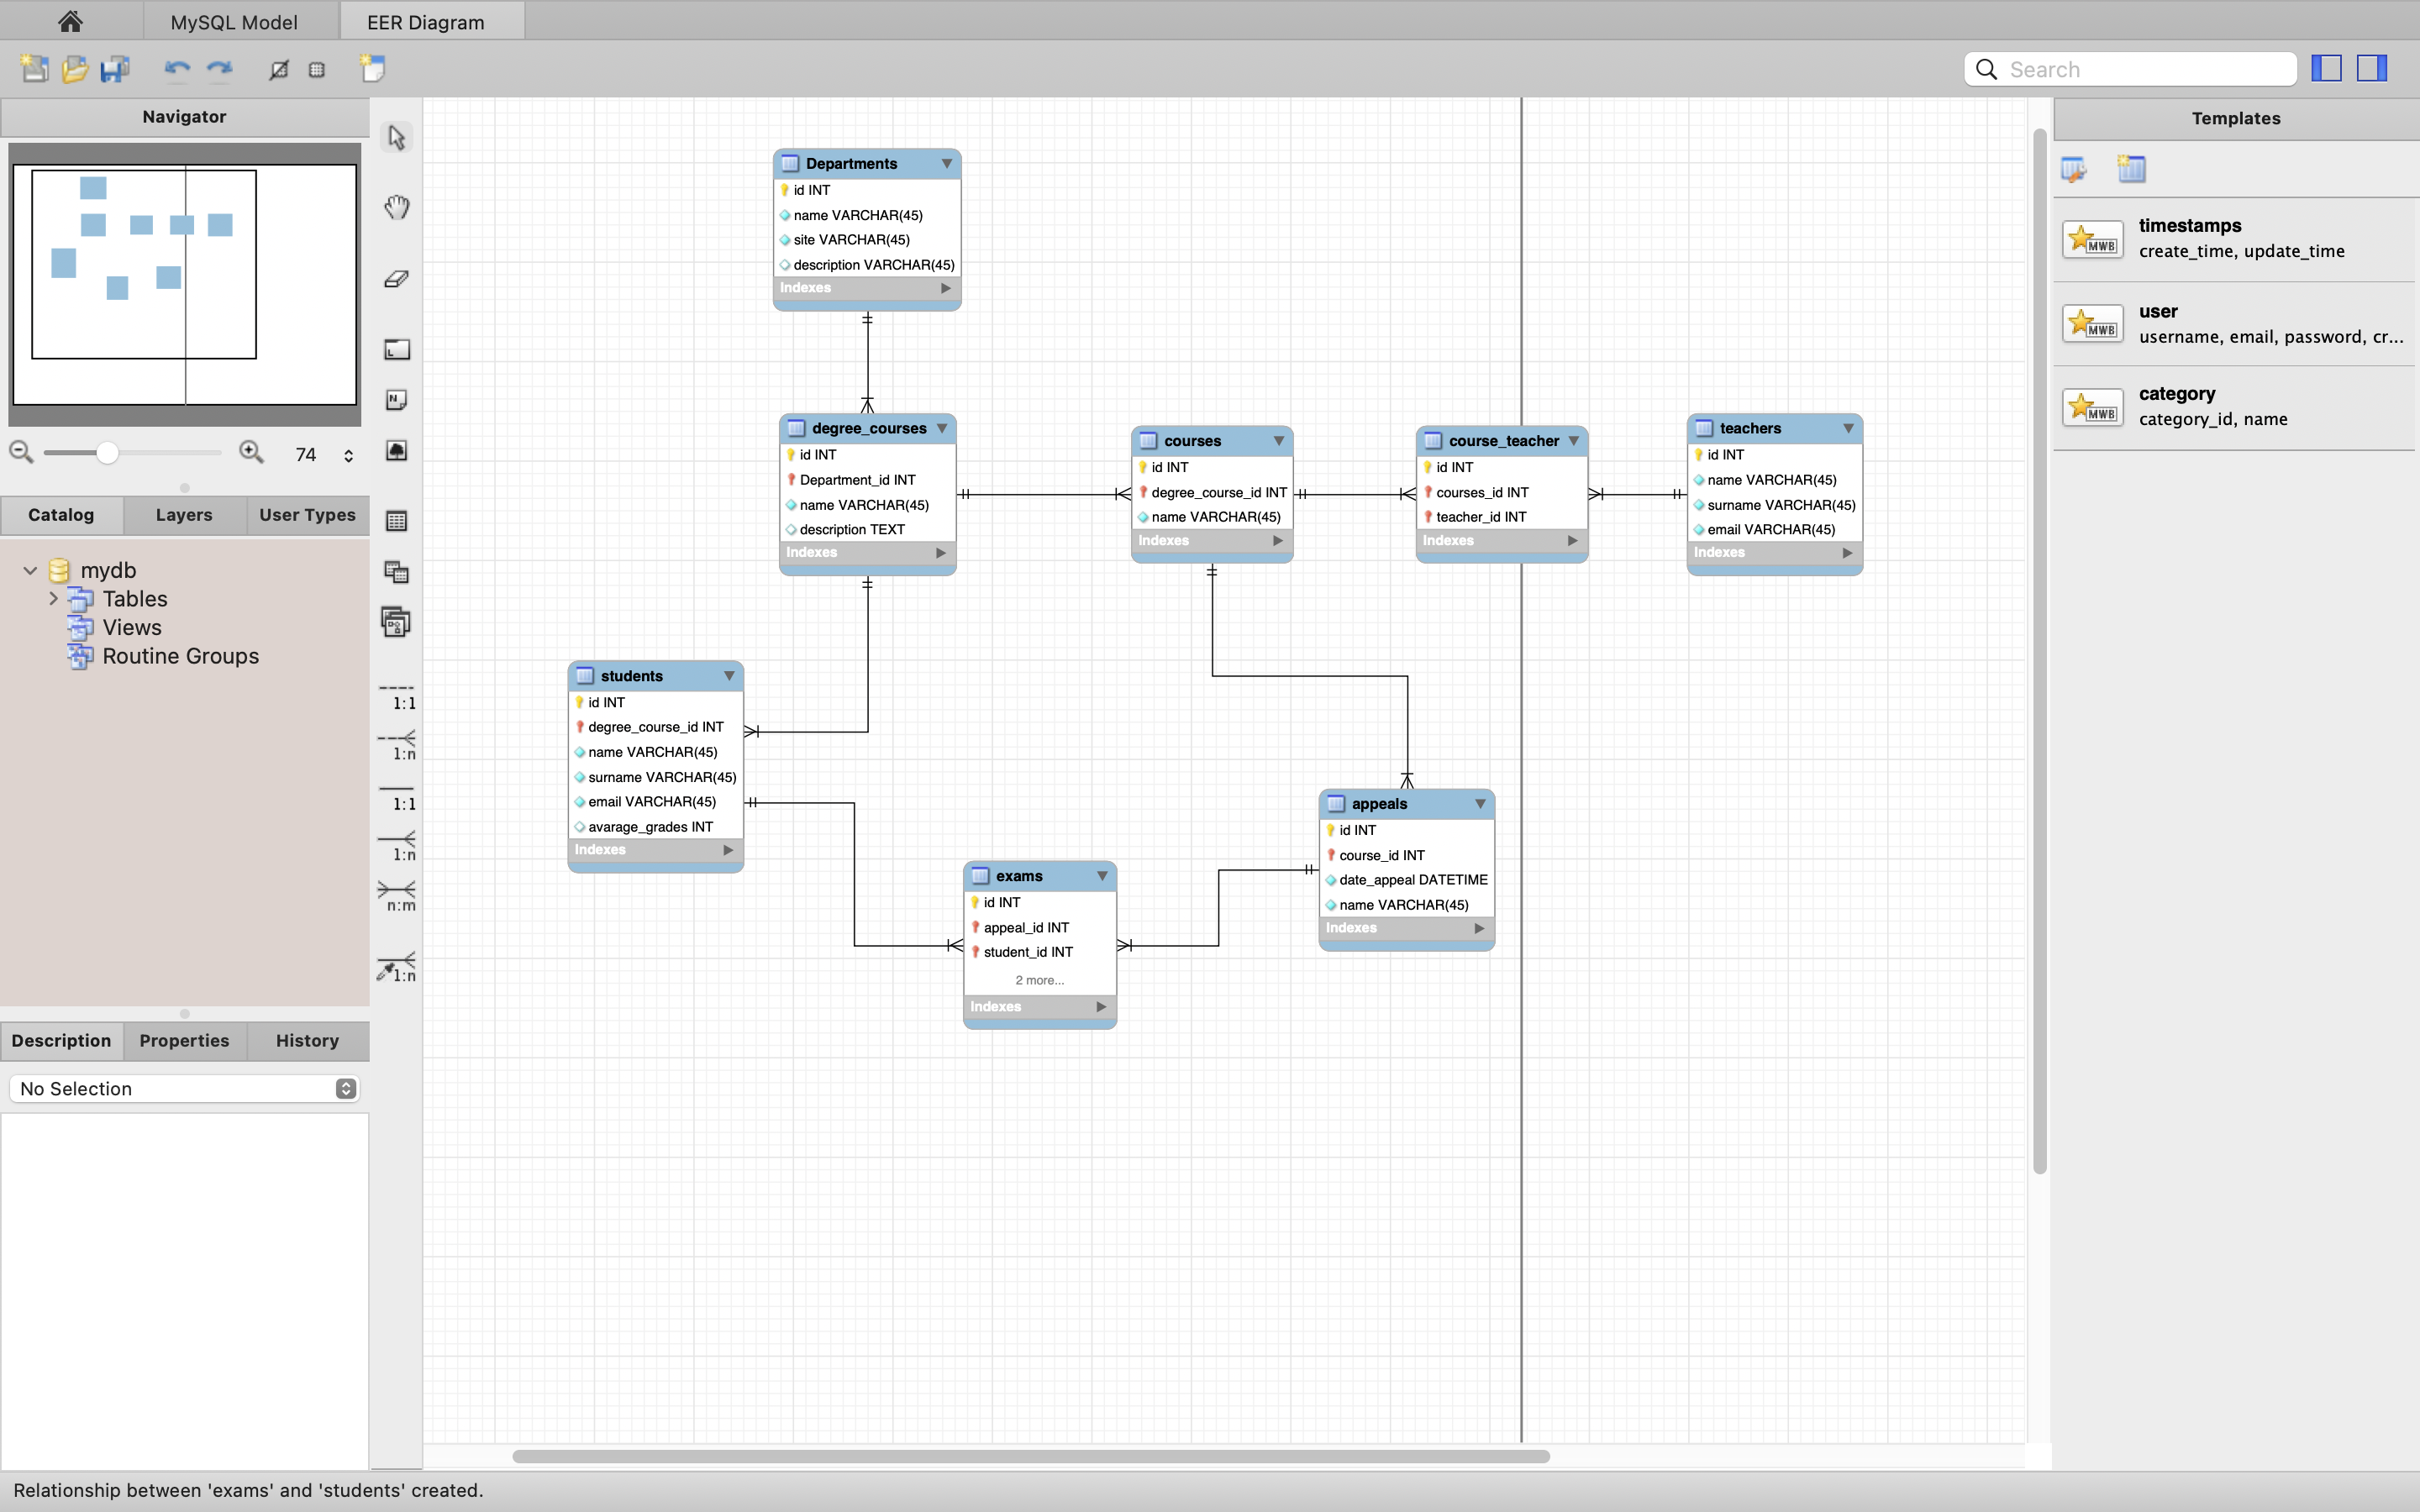 MySQL Model
EER Diagram
Search
Navigator
74
Catalog
Layers
User Types
mydb
Tables
Views
Routine Groups
Description
Properties
History
No Selection
L
N
1:1
1:n
1:1
1:n
n:m
1:n
Departments
id INT
name VARCHAR(45)
site VARCHAR(45)
description VARCHAR(45)
Indexes
degree_courses
id INT
Department_id INT
name VARCHAR(45)
description TEXT
Indexes
courses
id INT
degree_course_id INT
name VARCHAR(45)
Indexes
course_teacher
id INT
courses_id INT
teacher_id INT
Indexes
teachers
id INT
name VARCHAR(45)
surname VARCHAR(45)
email VARCHAR(45)
Indexes
students
id INT
degree_course_id INT
name VARCHAR(45)
surname VARCHAR(45)
email VARCHAR(45)
avarage_grades INT
Indexes
exams
id INT
appeal_id INT
student_id INT
2 more...
Indexes
appeals
id INT
course_id INT
date_appeal DATETIME
name VARCHAR(45)
Indexes
Templates
MWB
timestamps
create_time, update_time
MWB
user
username, email, password, cr...
MWB
category
category_id, name
Relationship between 'exams' and 'students' created.